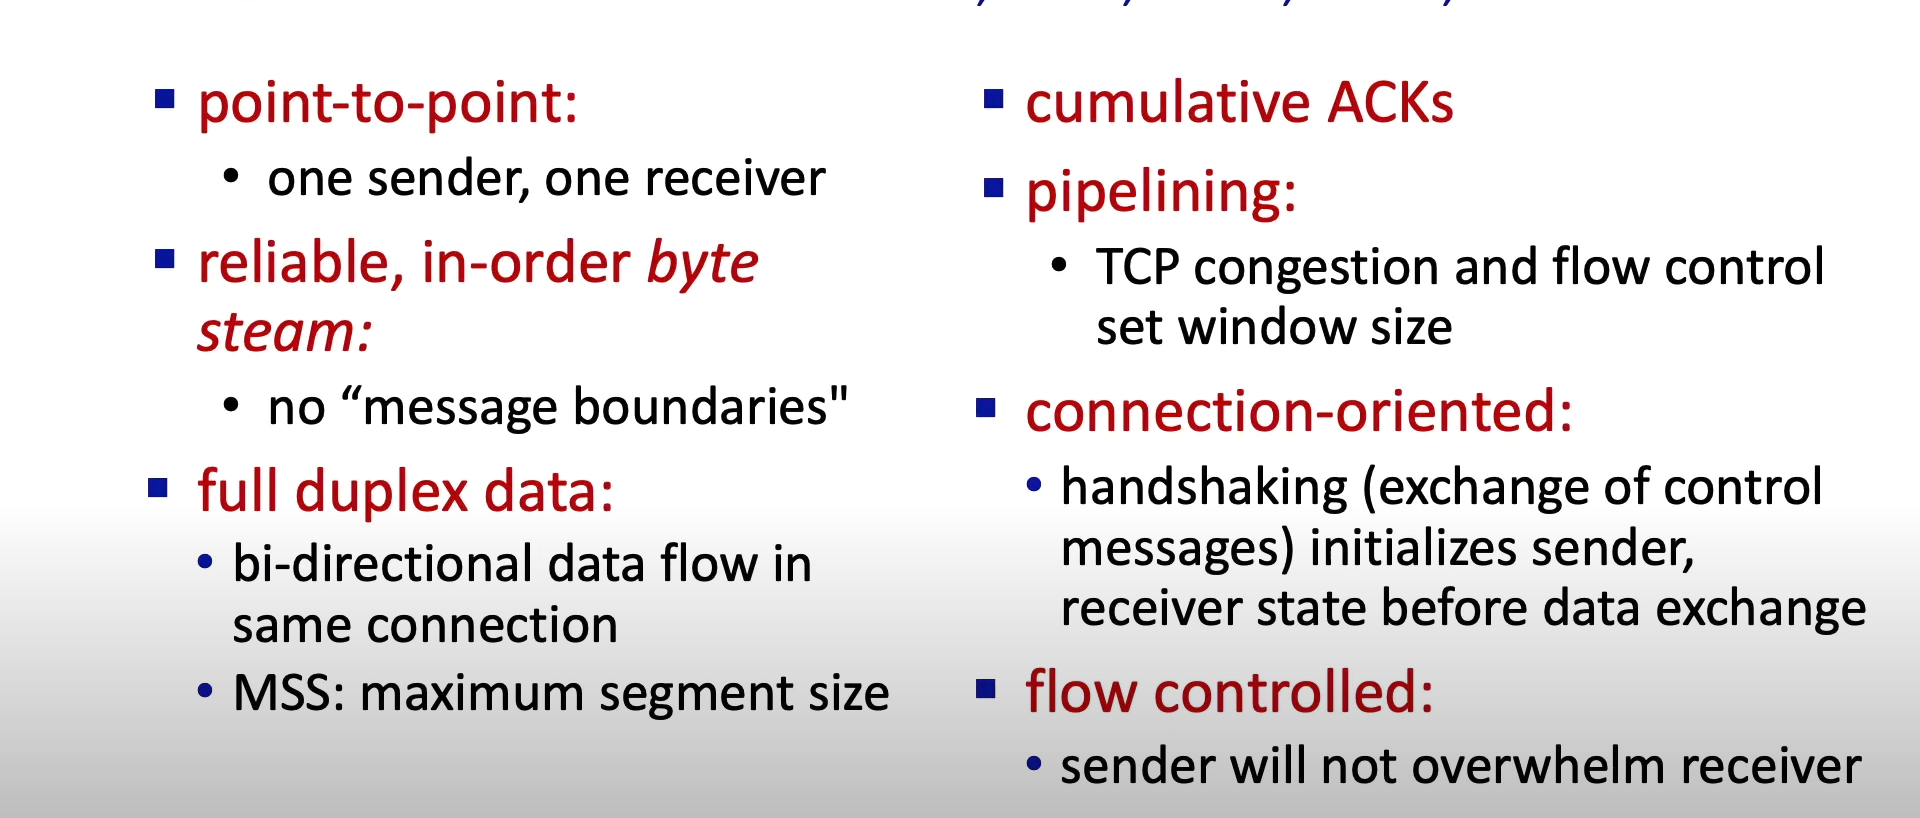 point-to-point:
one sender, one receiver
reliable, in-order byte
steam:
no “message boundaries"
full duplex data:
bi-directional data flow in
same connection
MSS: maximum segment size
cumulative ACKs
pipelining:
TCP congestion and flow control
set window size
connection-oriented:
handshaking (exchange of control
messages) initializes sender,
receiver state before data exchange
flow controlled:
sender will not overwhelm receiver